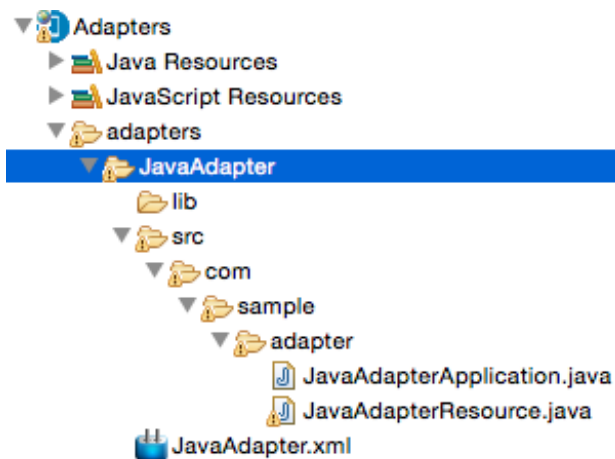 Adapters
Java Resources
JavaScript Resources
adapters
JavaAdapter
lib
src
com
sample
adapter
JavaAdapterApplication.java
JavaAdapterResource.java
JavaAdapter.xml